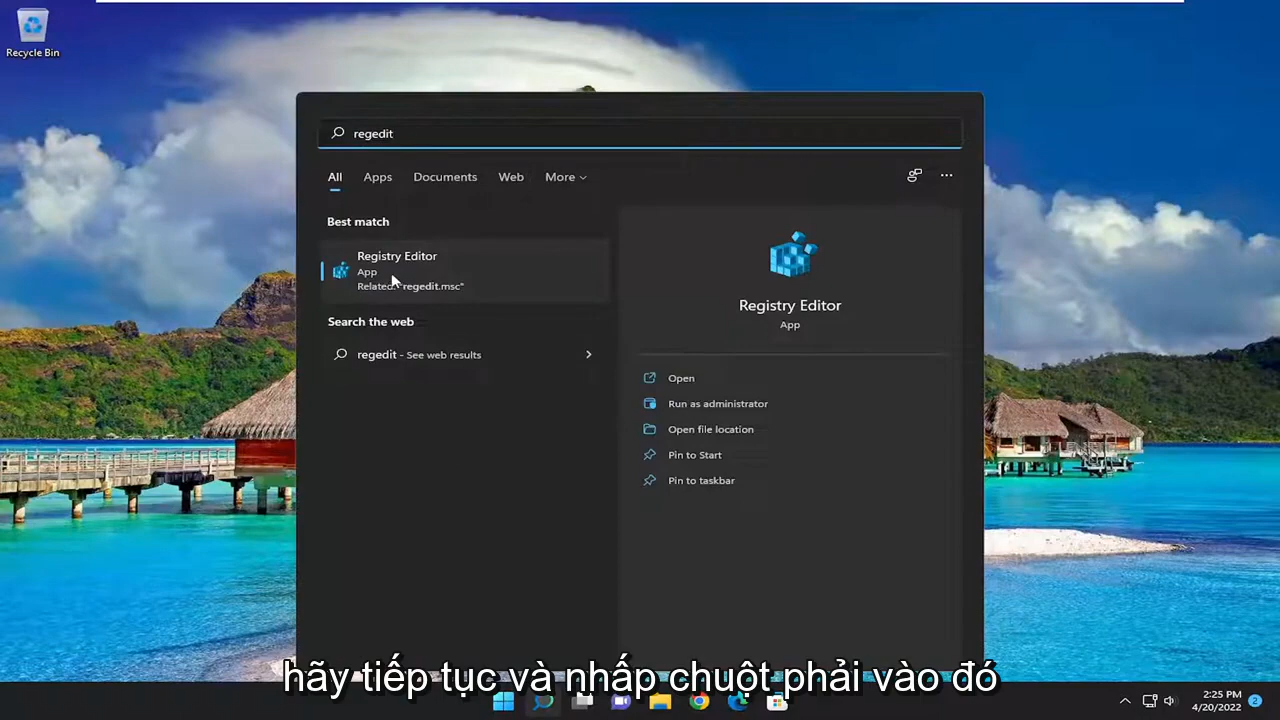 Recycle Bin
regedit
All Apps Documents Web More
Best match
Registry Editor
App
Related: "regedit.msc"
Search the web
regedit - See web results
Registry Editor
App
Open
Run as administrator
Open file location
Pin to Start
Pin to taskbar
hãy tiếp tục và nhấp chuột phải vào đó
2:25 PM
4/20/2022
2